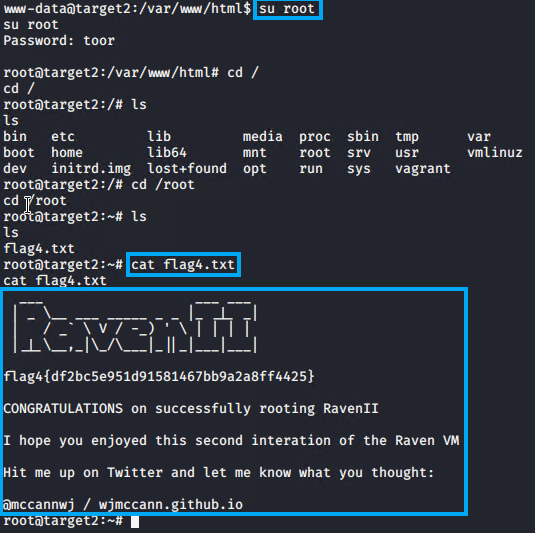 www-data@target2:/var/www/html$ su root
su root
Password: toor

root@target2:/var/www/html# cd /
cd /
root@target2:/# ls
ls
bin   etc         lib         media  proc  sbin  tmp      var
boot  home        lib64       mnt    root  srv   usr      vmlinuz
dev   initrd.img  lost+found  opt    run   sys   vagrant
root@target2:/# cd /root
cd /root
root@target2:~# ls
ls
flag4.txt
root@target2:~# cat flag4.txt
cat flag4.txt
RavenII
flag4{df2bc5e951d91581467bb9a2a8ff4425}

CONGRATULATIONS on successfully rooting RavenII

I hope you enjoyed this second interation of the Raven VM

Hit me up on Twitter and let me know what you thought:

@mccannwj / wjmccann.github.io
root@target2:~#